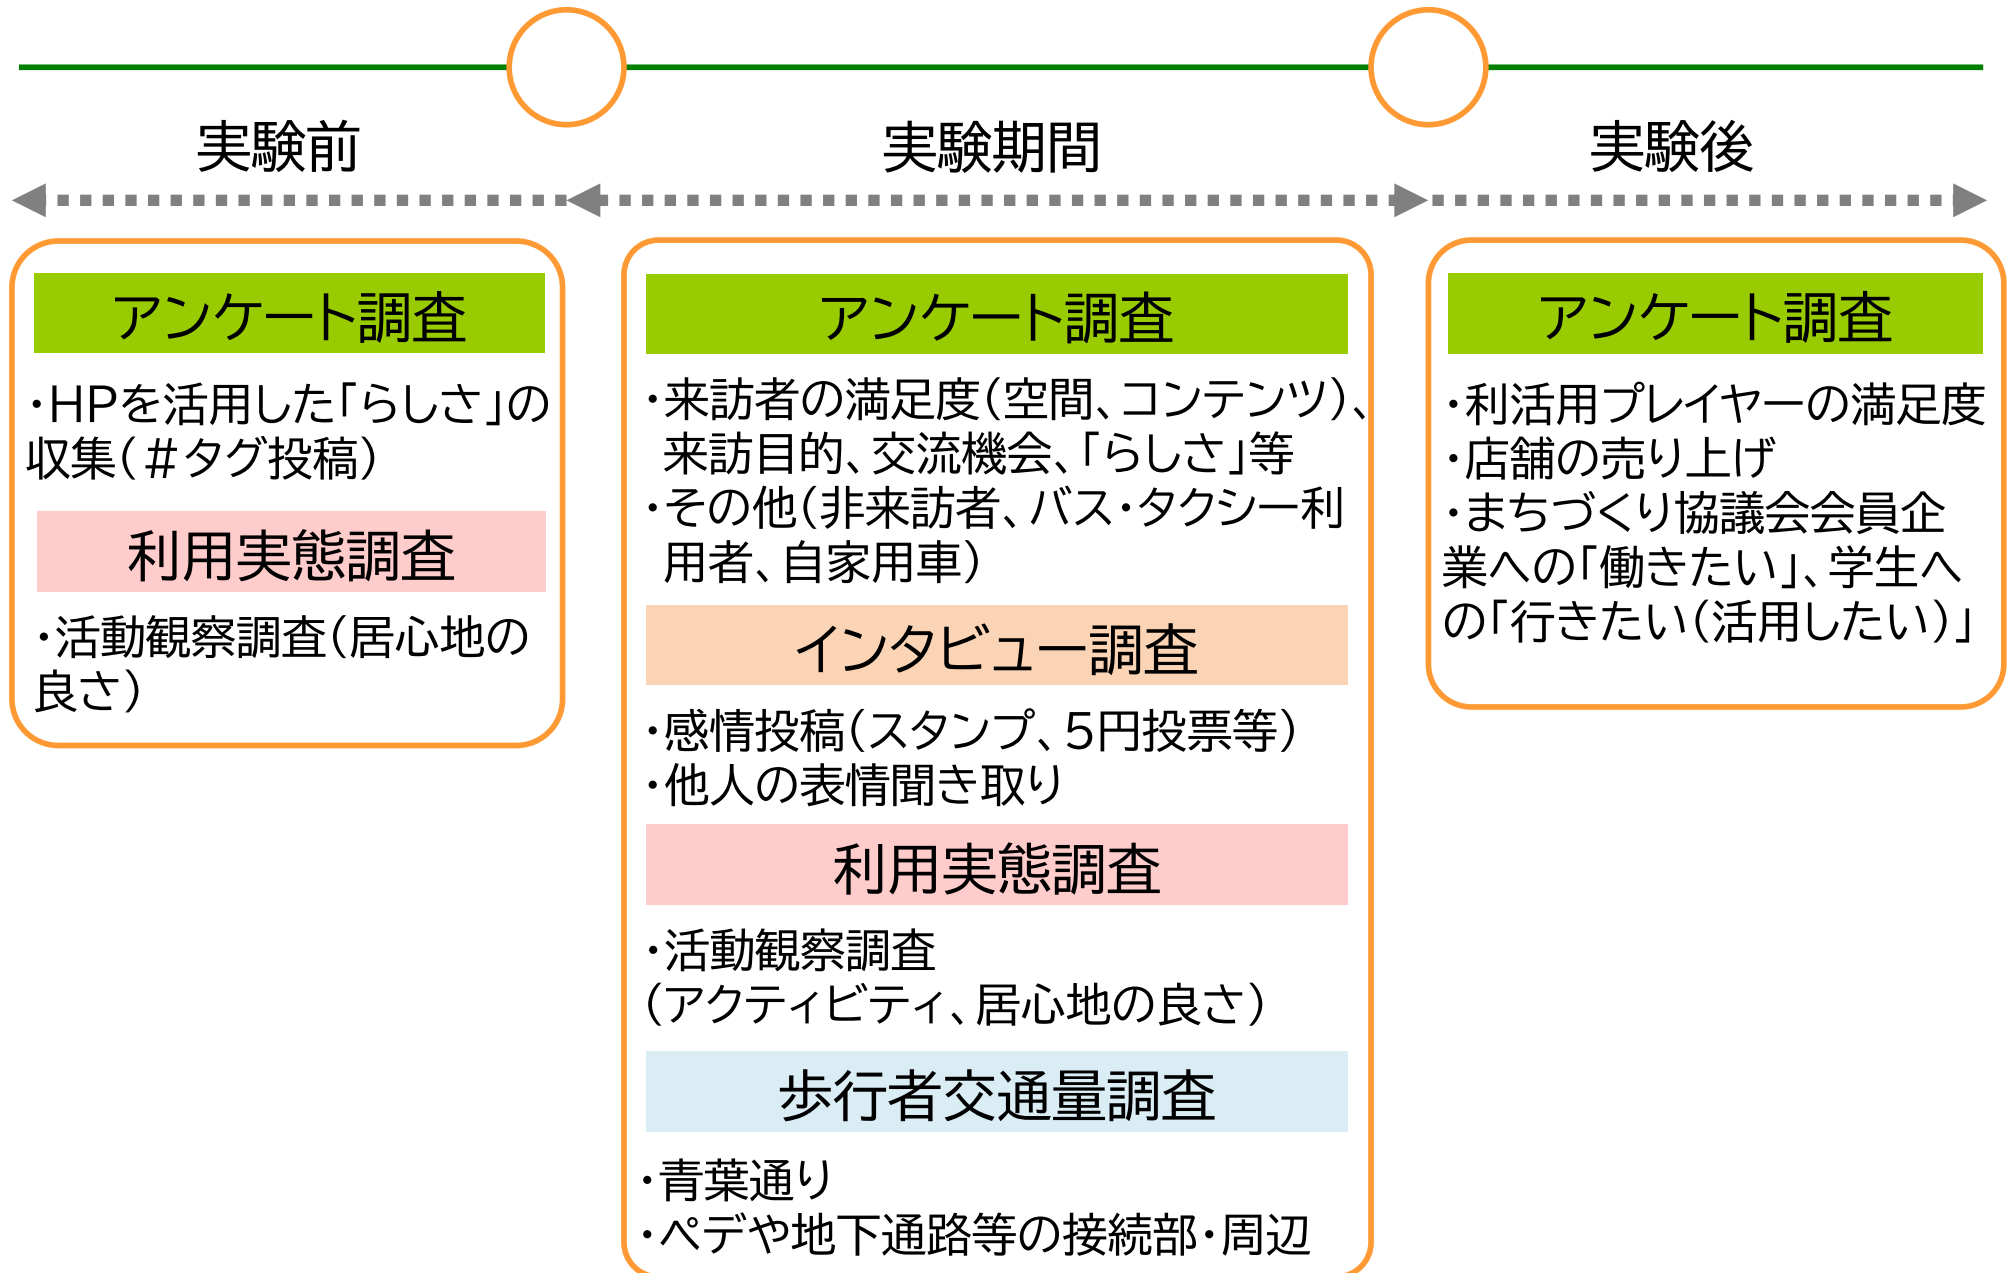 実験前
実験期間
実験後
アンケート調査
・HPを活用した「らしさ」の
収集（＃タグ投稿）
利用実態調査
・活動観察調査（居心地の
良さ）
アンケート調査
・来訪者の満足度（空間、コンテンツ）、
来訪目的、交流機会、「らしさ」等
・その他（非来訪者、バス・タクシー利
用者、自家用車）
インタビュー調査
・感情投稿（スタンプ、５円投票等）
・他人の表情聞き取り
利用実態調査
・活動観察調査
（アクティビティ、居心地の良さ）
歩行者交通量調査
・青葉通り
・ペデや地下通路等の接続部・周辺
アンケート調査
・利活用プレイヤーの満足度
・店舗の売り上げ
・まちづくり協議会会員企
業への「働きたい」、学生へ
の「行きたい（活用したい）」